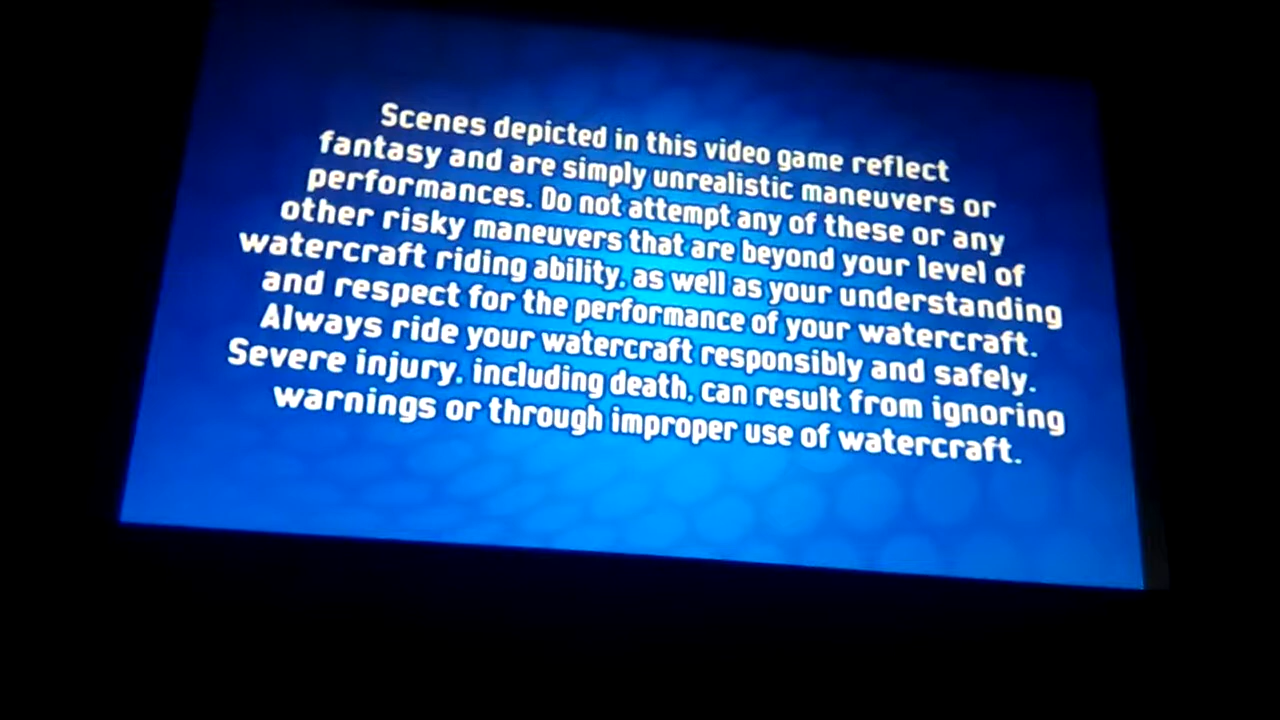 Scenes depicted in this video game reflect
fantasy and are simply unrealistic maneuvers or
performances. Do not attempt any of these or any
other risky maneuvers that are beyond your level of
watercraft riding ability, as well as your understanding
and respect for the performance of your watercraft.
Always ride your watercraft responsibly and safely.
Severe injury, including death, can result from ignoring
warnings or through improper use of watercraft.